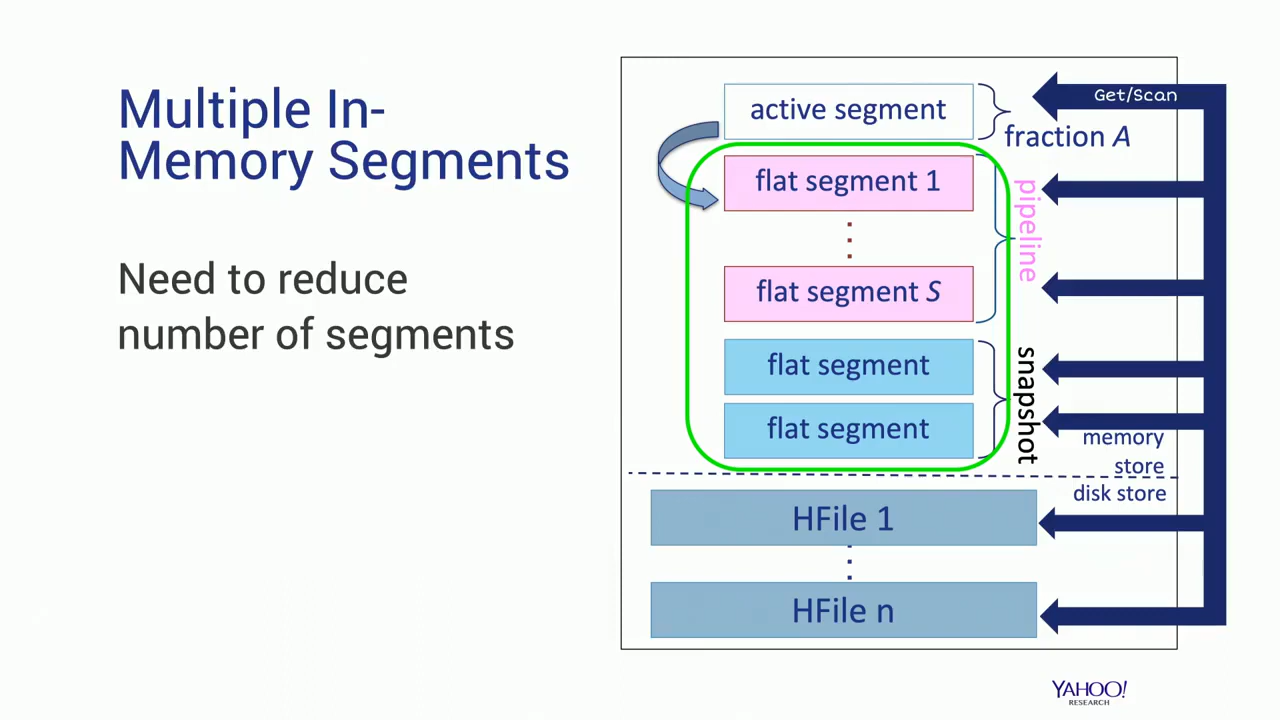 Multiple In-
Memory Segments
Need to reduce
number of segments
active segment
Get/Scan
fraction A
flat segment 1
pipeline
flat segment S
flat segment
snapshot
flat segment
memory
store
disk store
HFile 1
HFile n
YAHOO!
RESEARCH